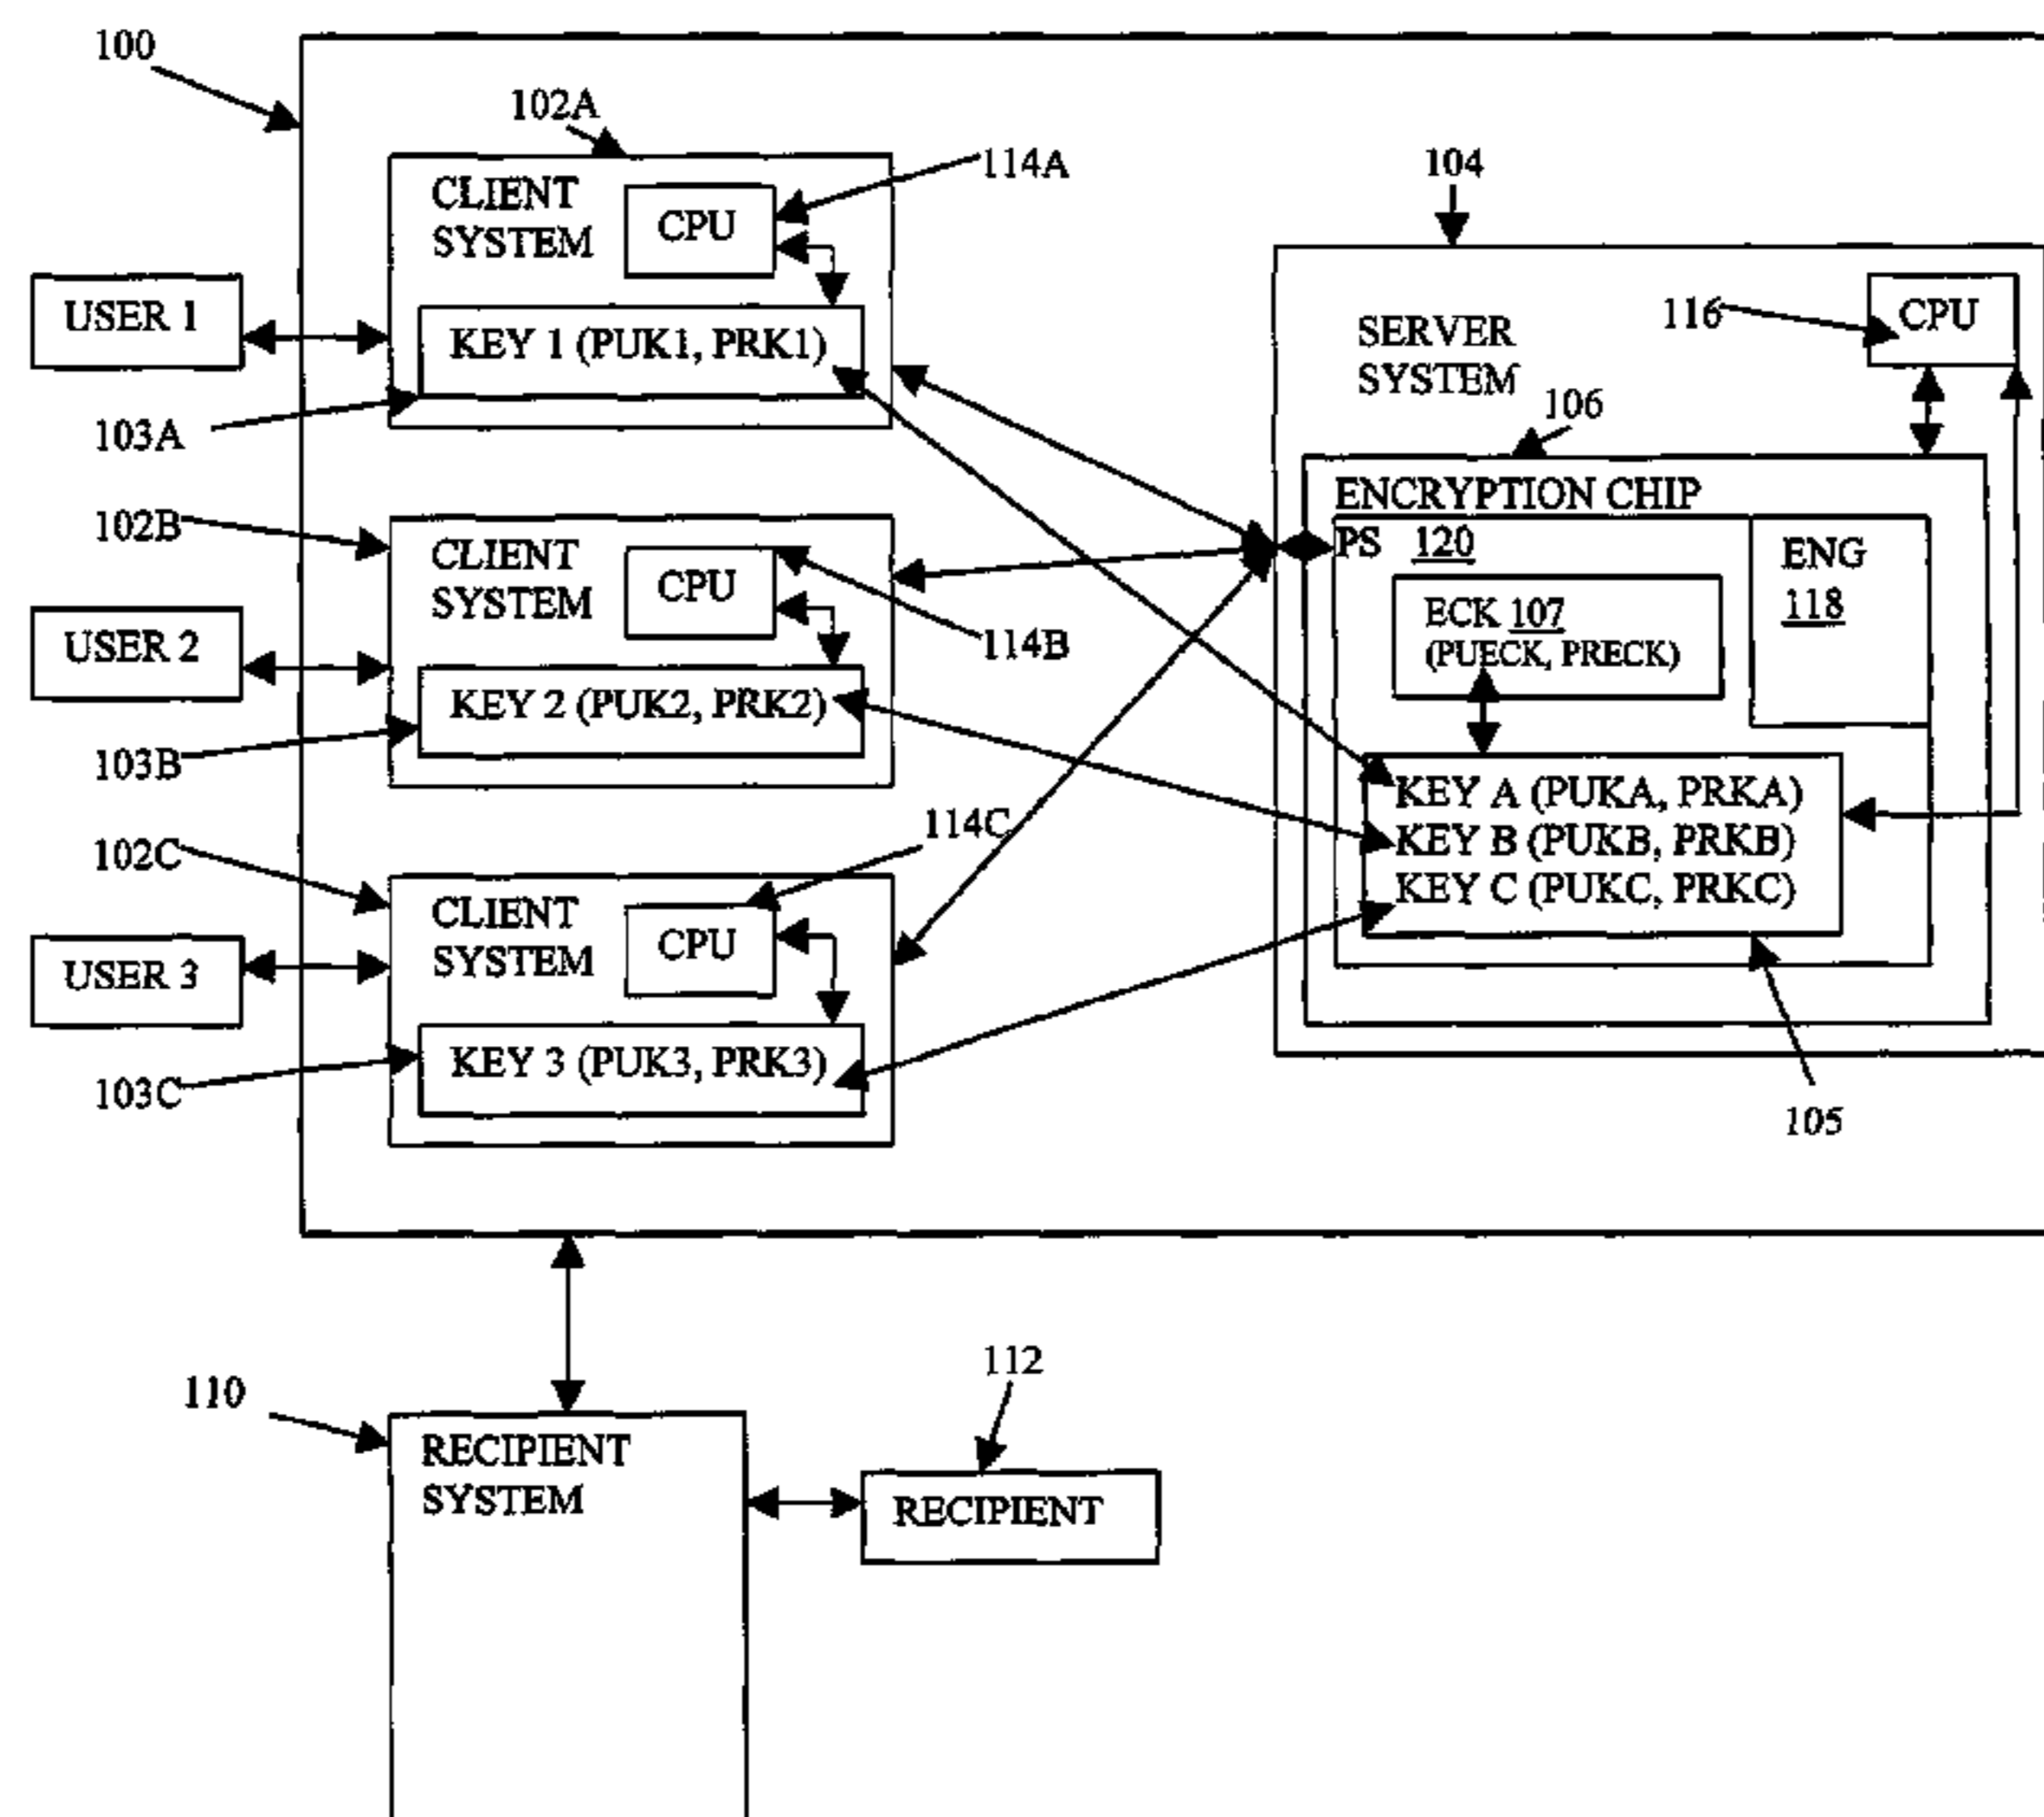 100
102A
CLIENT
SYSTEM
CPU
114A
KEY 1 (PUK1, PRK1)
USER 1
103A
104
SERVER
SYSTEM
116
CPU
106
ENCRYPTION CHIP
PS 120
ENG
118
ECK 107
(PUECK, PRECK)
KEY A (PUKA, PRKA)
KEY B (PUKB, PRKB)
KEY C (PUKC, PRKC)
105
102B
CLIENT
SYSTEM
CPU
114B
KEY 2 (PUK2, PRK2)
USER 2
103B
102C
114C
CLIENT
SYSTEM
CPU
KEY 3 (PUK3, PRK3)
USER 3
103C
110
RECIPIENT
SYSTEM
112
RECIPIENT